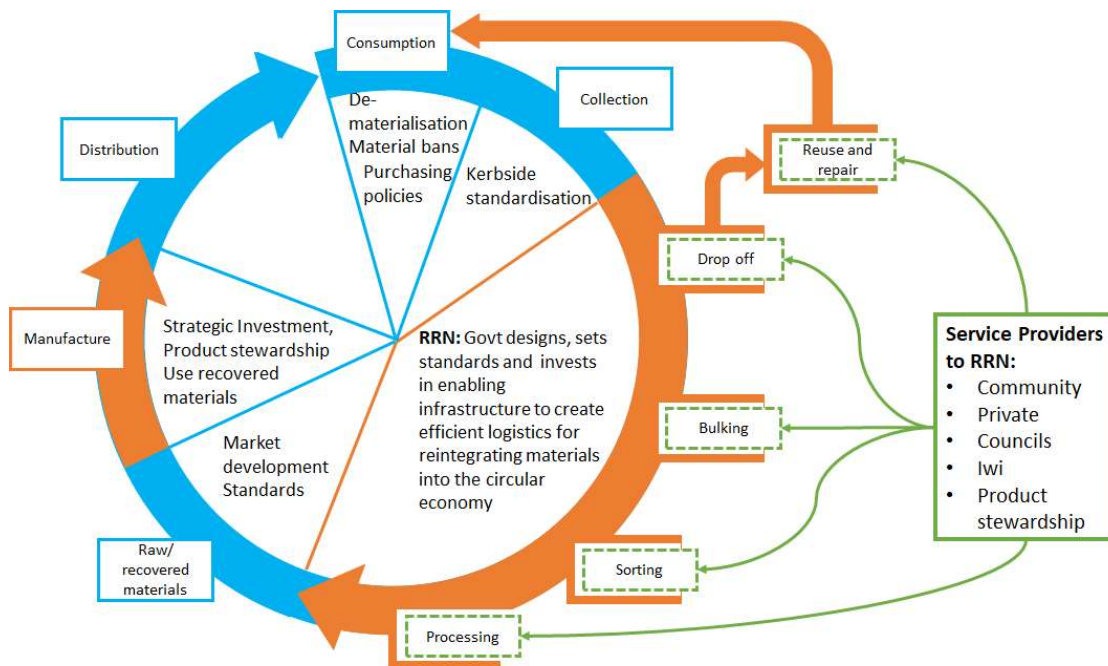 Consumption
Collection
Distribution
De-
materialisation
Material bans
Purchasing
policies
Kerbside
standardisation
Reuse and
repair
Drop off
Manufacture
Strategic Investment,
Product stewardship
Use recovered
materials
RRN: Govt designs, sets
standards and invests
in enabling
infrastructure to create
efficient logistics for
reintegrating materials
into the circular
economy
Market
development
Standards
Bulking
Service Providers
to RRN:
• Community
• Private
• Councils
• Iwi
• Product
stewardship
Raw/
recovered
materials
Sorting
Processing